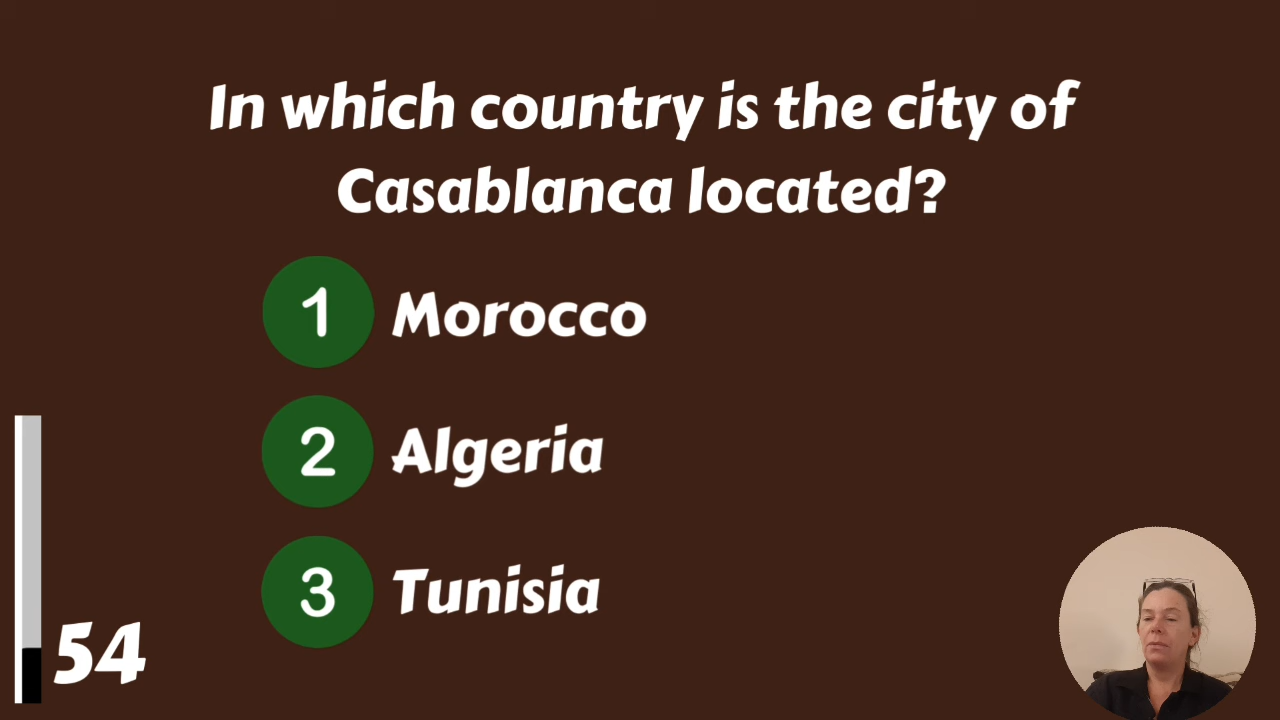 In which country is the city of
Casablanca located?
1 Morocco
2 Algeria
3 Tunisia
54